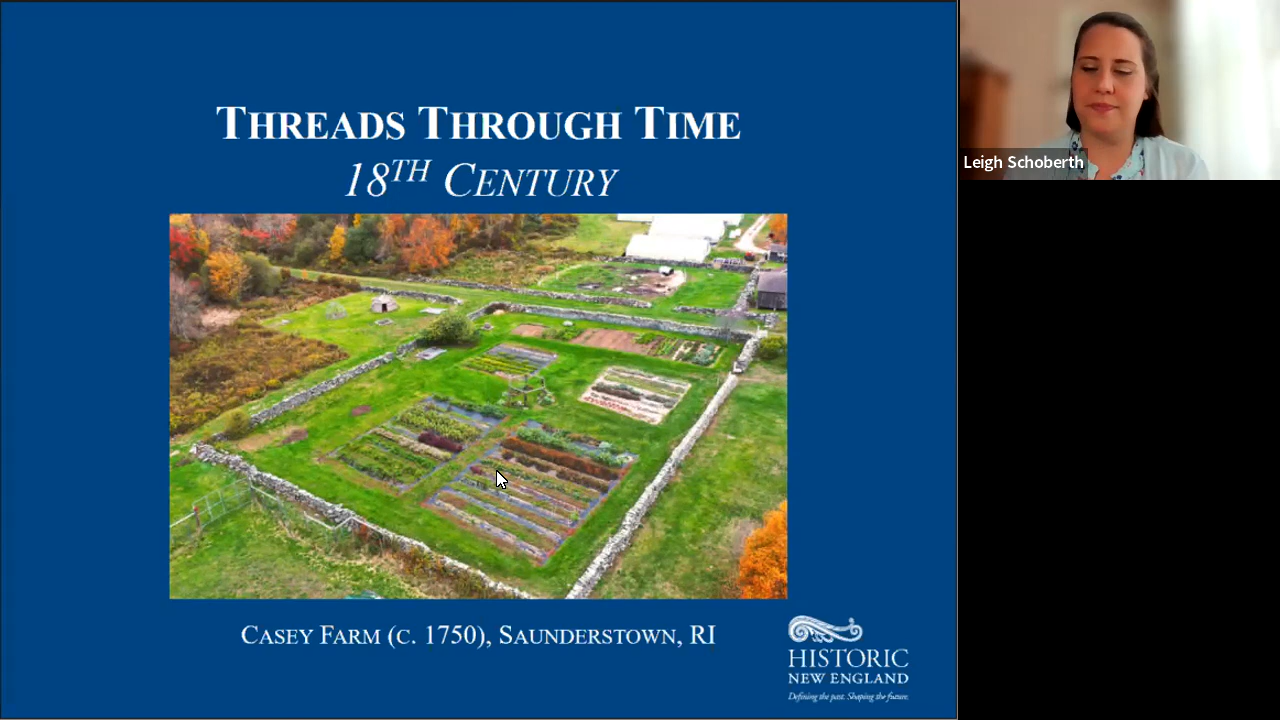 THREADS THROUGH TIME
18TH CENTURY
CASEY FARM (C. 1750), SAUNDERSTOWN, RI
HISTORIC
NEW ENGLAND
Defining the past. Shaping the future.
Leigh Schoberth